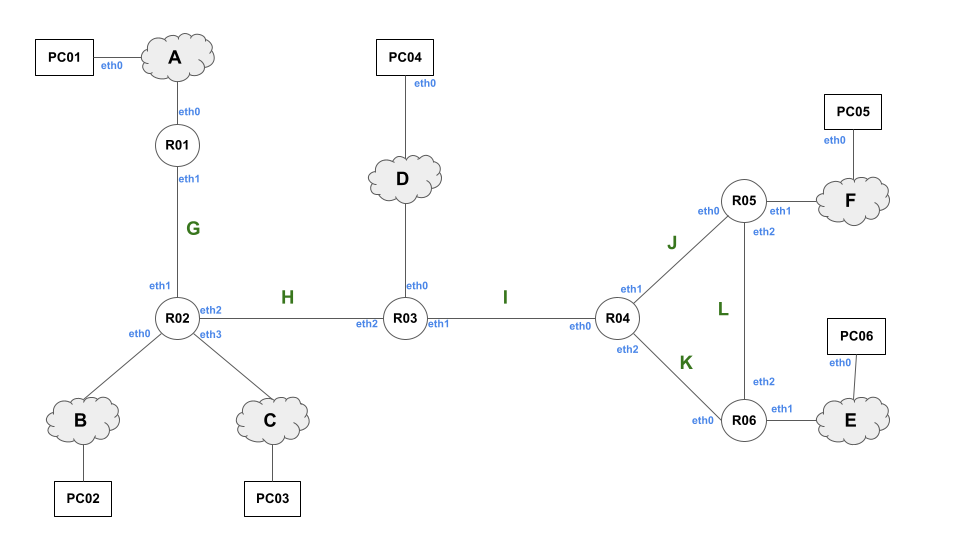 PC01
eth0
A
eth0
R01
eth1
G
eth1
R02
eth2
eth0
eth3
H
B
PC02
C
PC03
PC04
eth0
D
eth0
R03
eth2
eth1
I
eth0
R04
eth1
eth2
J
K
L
eth0
R05
eth1
eth2
PC05
eth0
F
eth2
eth0
R06
eth1
PC06
eth0
E